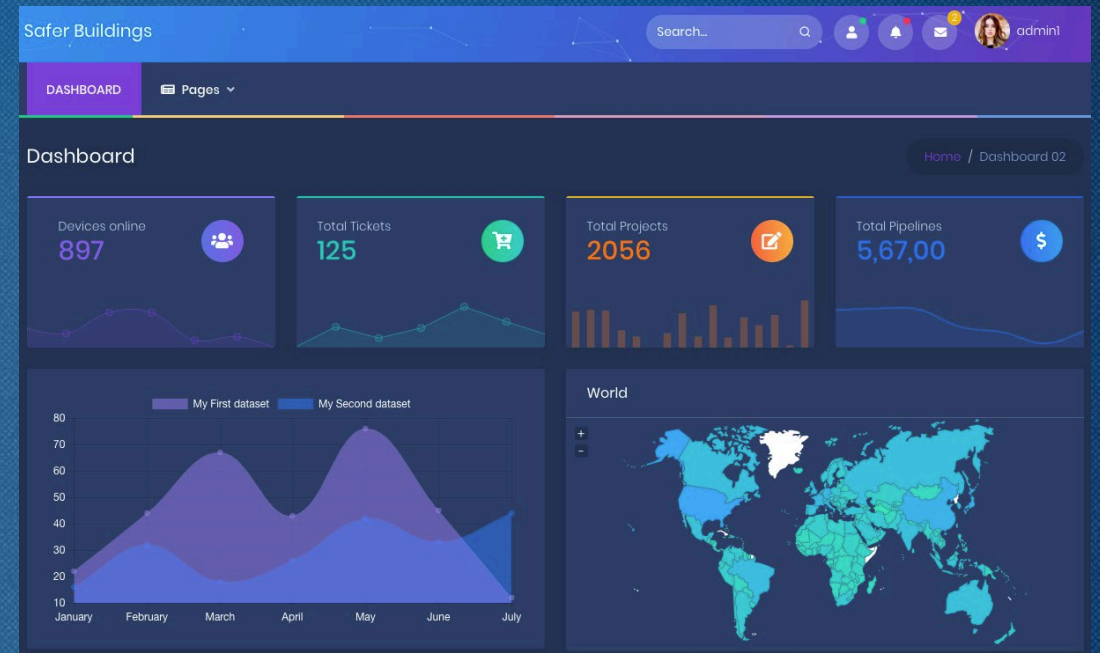 Safer Buildings
Search...
2
admin1
DASHBOARD
Pages
Dashboard
Home / Dashboard 02
Devices online
897
Total Tickets
125
Total Projects
2056
Total Pipelines
5,67,00
$
My First dataset
My Second dataset
80
70
60
50
40
30
20
10
January February March April May June July
World
+
-